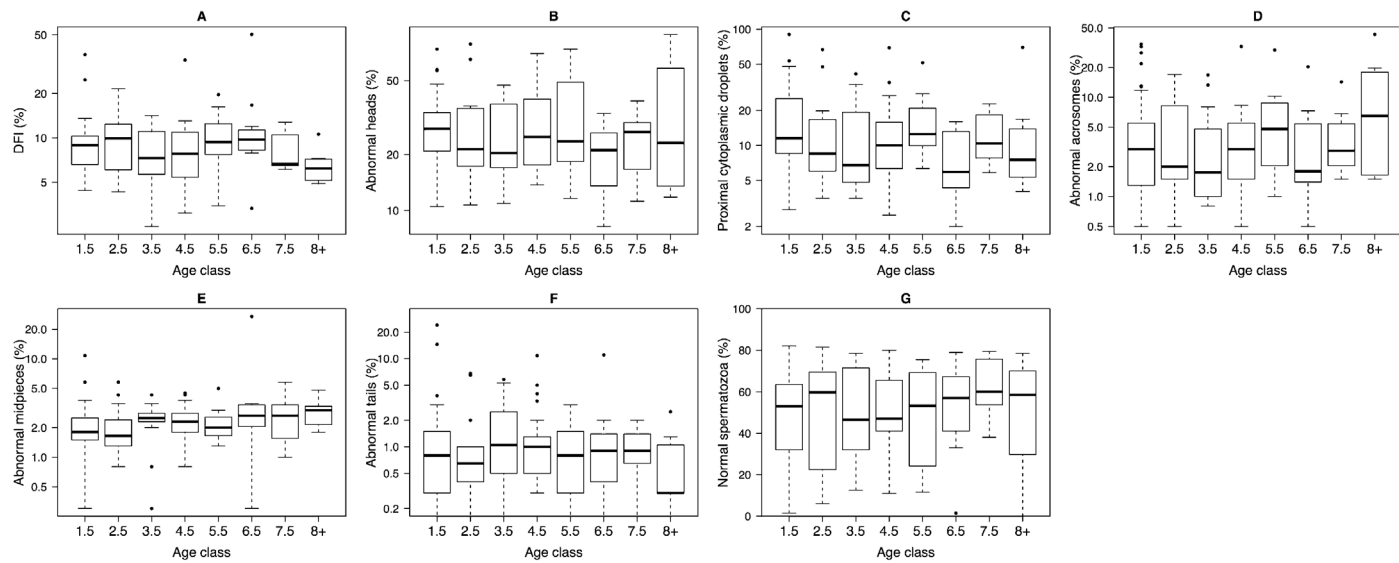 A
DFI (%)
50
20
10
5
1.5 2.5 3.5 4.5 5.5 6.5 7.5 8+
Age class
B
Abnormal heads (%)
50
20
10
1.5 2.5 3.5 4.5 5.5 6.5 7.5 8+
Age class
C
Proximal cytoplasmic droplets (%)
100
50
20
10
5
2
1.5 2.5 3.5 4.5 5.5 6.5 7.5 8+
Age class
D
Abnormal acrosomes (%)
50.0
20.0
10.0
5.0
2.0
1.0
0.5
1.5 2.5 3.5 4.5 5.5 6.5 7.5 8+
Age class
E
Abnormal midpieces (%)
20.0
10.0
5.0
2.0
1.0
0.5
1.5 2.5 3.5 4.5 5.5 6.5 7.5 8+
Age class
F
Abnormal tails (%)
20.0
10.0
5.0
2.0
1.0
0.5
0.2
1.5 2.5 3.5 4.5 5.5 6.5 7.5 8+
Age class
G
Normal spermatozoa (%)
100
80
60
40
20
0
1.5 2.5 3.5 4.5 5.5 6.5 7.5 8+
Age class